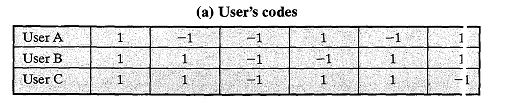 (a) User's codes
User A 1 −1 −1 1 −1 1
User B 1 1 −1 −1 1 1
User C 1 1 −1 1 1 −1